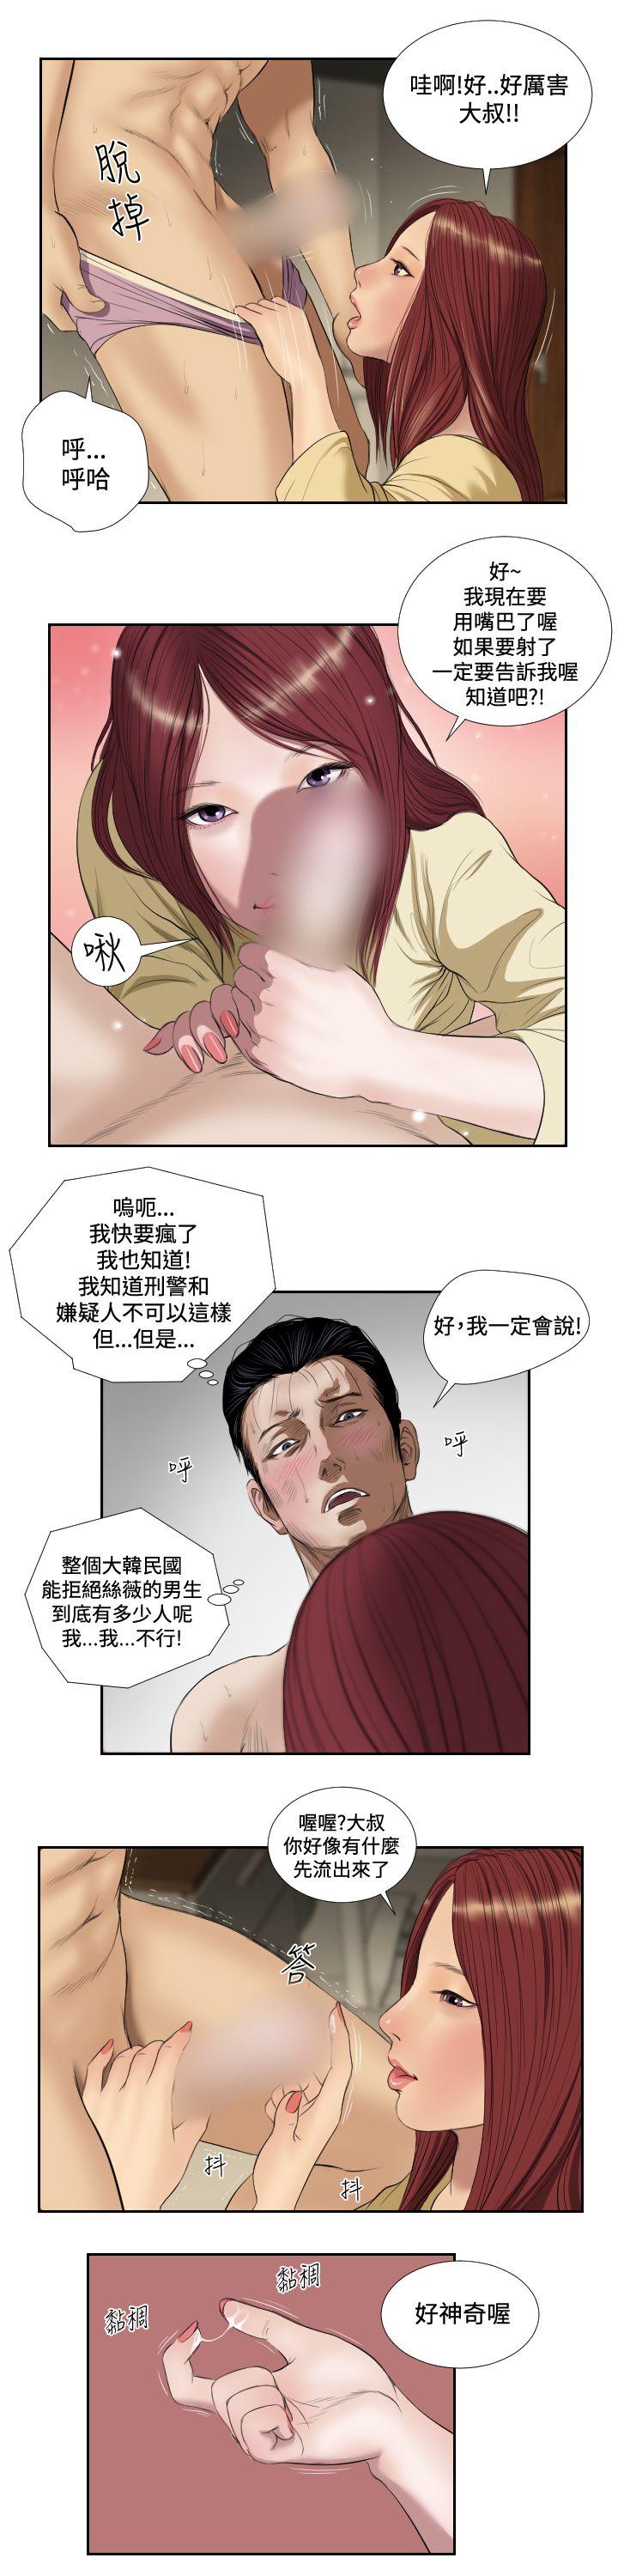 哇啊!好..好厲害
大叔!!
脫
掉
呼...
呼哈
好~
我現在要
用嘴巴了喔
如果要射了
一定要告訴我喔
知道吧?!
啾
嗚呃...
我快要瘋了
我也知道!
我知道刑警和
嫌疑人不可以這樣
但...但是...
好,我一定會說!
呼
呼
整個大韓民國
能拒絕絲薇的男生
到底有多少人呢
我...我...不行!
喔喔?大叔
你好像有什麼
先流出來了
答
抖
抖
黏稠
黏稠
好神奇喔